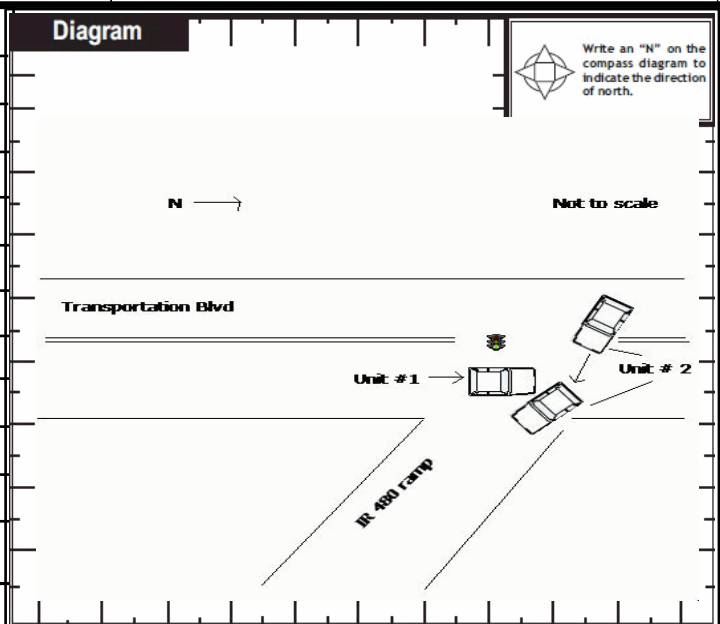 Diagram
Write an “N” on the
compass diagram to
indicate the direction
of north.
N
Not to scale
Transportation Blvd
Unit #1
Unit # 2
IR 480 ramp